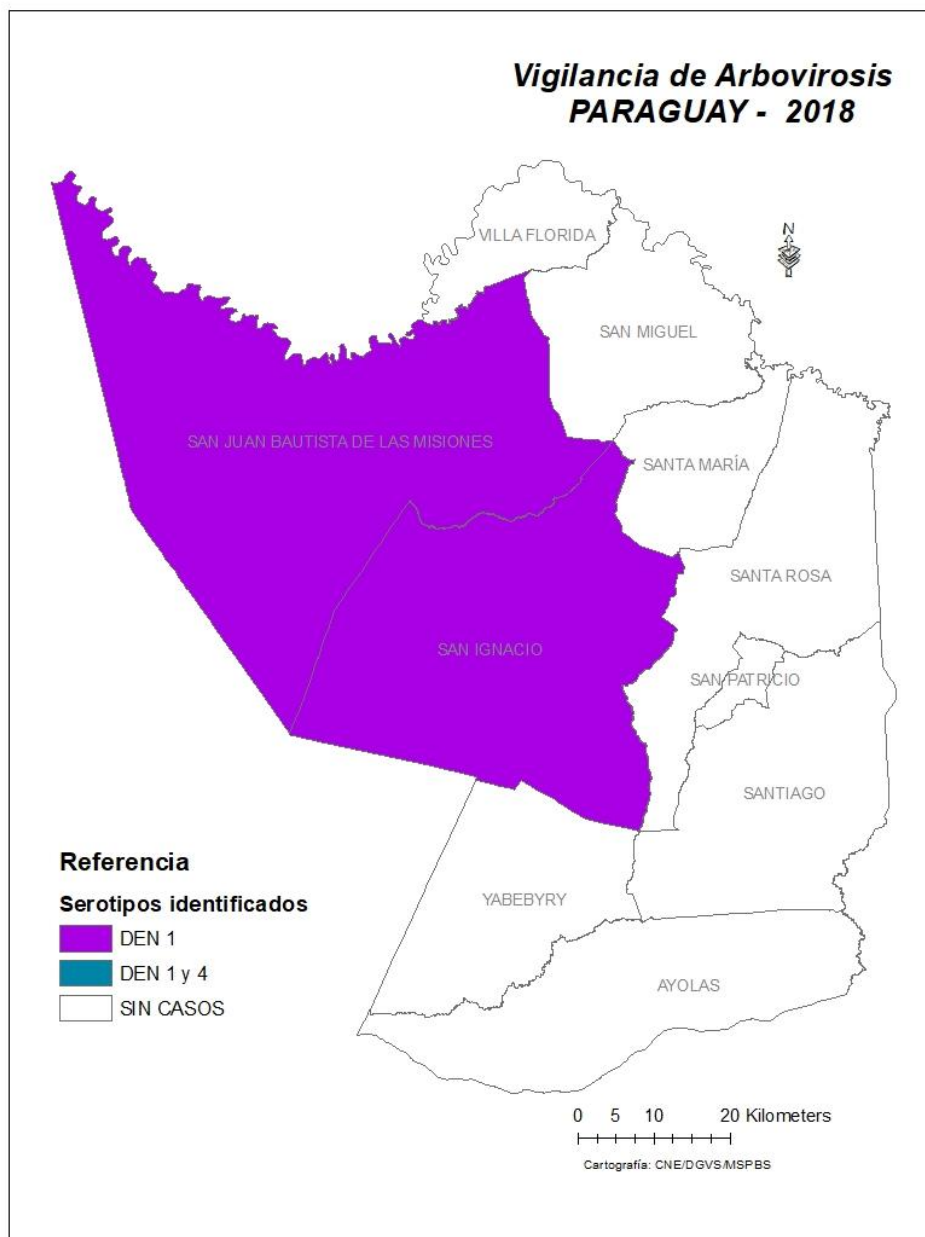 Vigilancia de Arbovirosis
PARAGUAY - 2018
VILLA FLORIDA
N
SAN MIGUEL
SAN JUAN BAUTISTA DE LAS MISIONES
SANTA MARÍA
SANTA ROSA
SAN IGNACIO
SAN PATRICIO
SANTIAGO
Referencia
Serotipos identificados
DEN 1
DEN 1 y 4
SIN CASOS
YABEBYRY
AYOLAS
0 5 10 20 Kilometers
Cartografía: CNE/DGVS/MSPBS